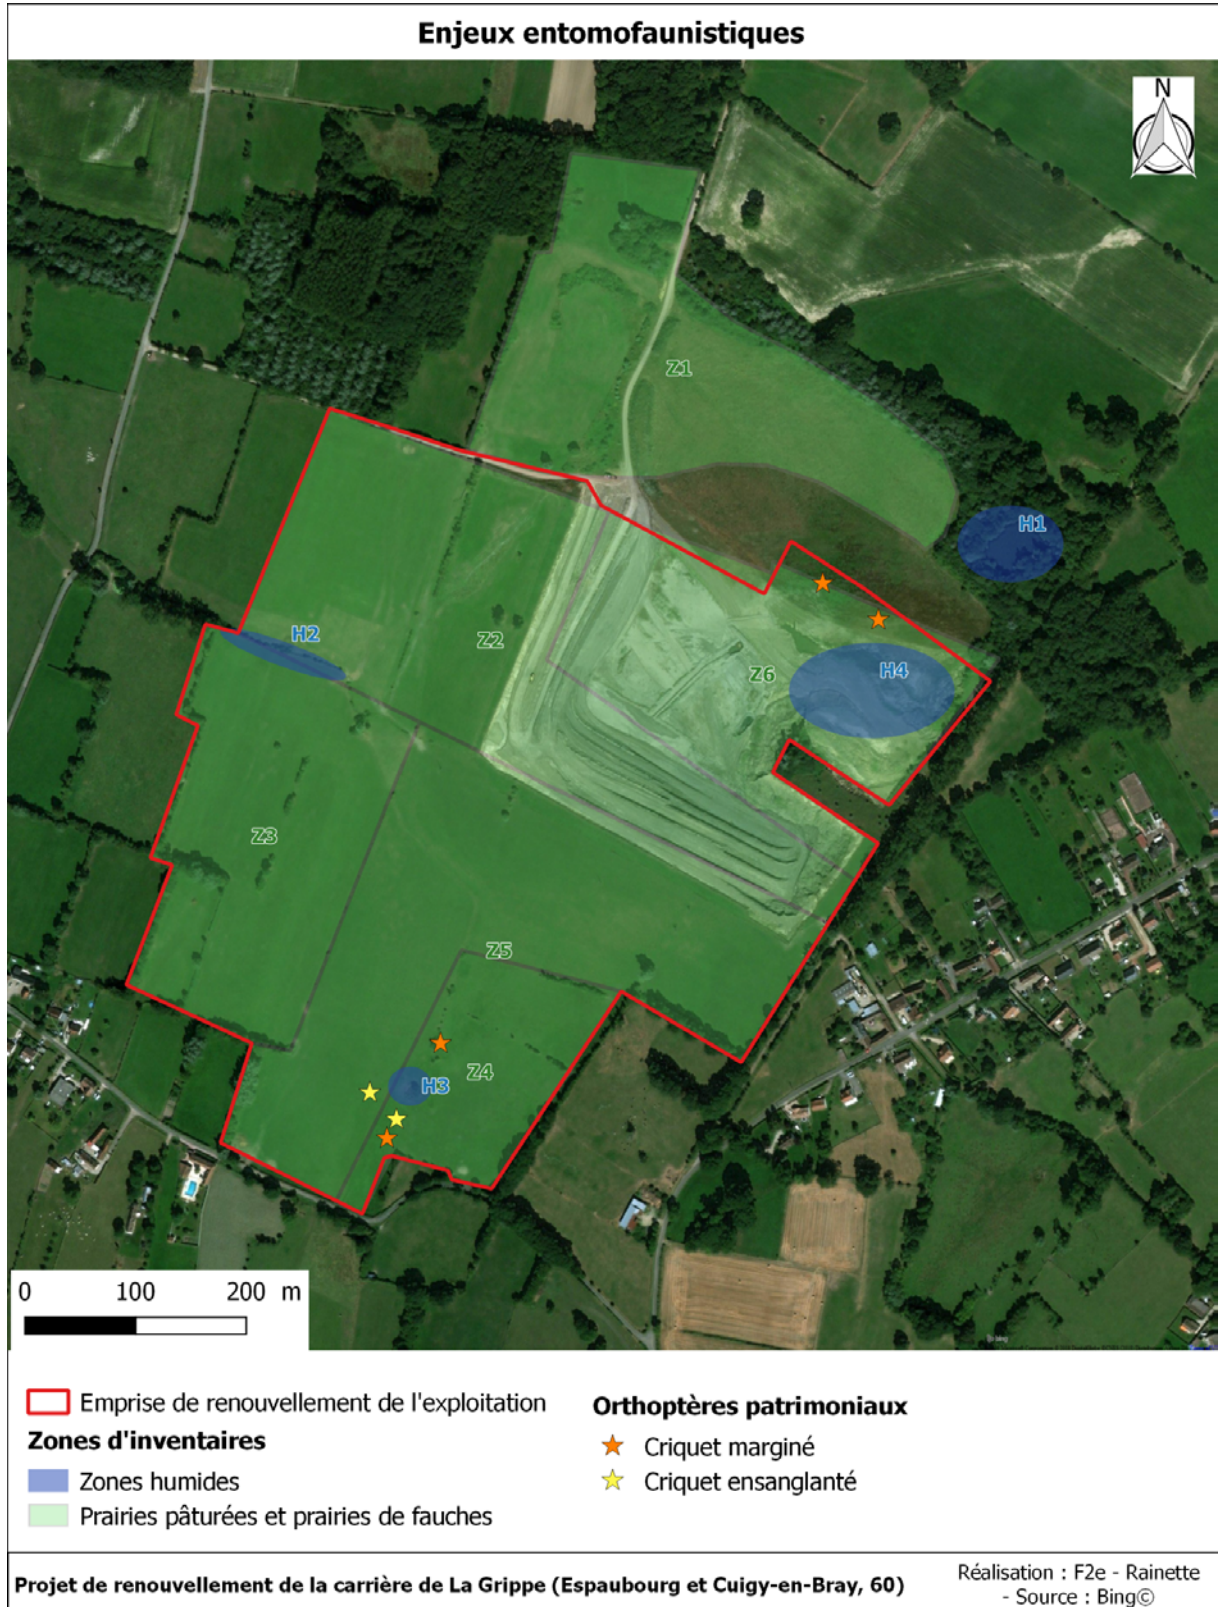 Enjeux entomofaunistiques
N
Z1
H1
H2
Z2
Z6
H4
Z3
Z5
H3
Z4
0 100 200 m
Emprise de renouvellement de l'exploitation
Zones d'inventaires
Zones humides
Prairies pâturées et prairies de fauches
Orthoptères patrimoniaux
Criquet marginé
Criquet ensanglanté
Projet de renouvellement de la carrière de La Grippe (Espaubourg et Cuigy-en-Bray, 60)
Réalisation : F2e - Rainette
- Source : Bing©